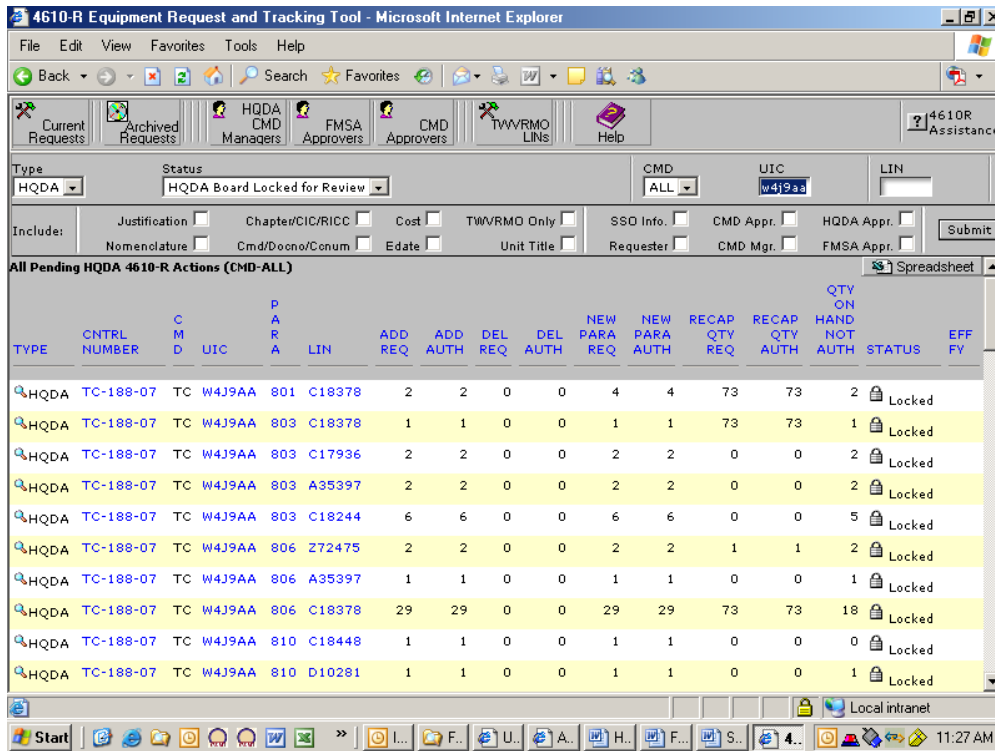 4610-R Equipment Request and Tracking Tool - Microsoft Internet Explorer
File Edit View Favorites Tools Help
Back Search Favorites
Current Requests Archived Requests HQDA CMD Managers FMSA Approvers CMD Approvers TWVRMO LINs Help 4610R Assistance
Type Status CMD UIC LIN
HQDA HQDA Board Locked for Review ALL w4j9aa
Include: Justification Chapter/CIC/RICC Cost TWVRMO Only SSO Info. CMD Appr. HQDA Appr. Submit
Nomenclature Cmd/Docno/Ccnum Edate Unit Title Requester CMD Mgr. FMSA Appr.
All Pending HQDA 4610-R Actions (CMD-ALL) Spreadsheet
TYPE CNTRL NUMBER CMD UIC PARA LIN ADD REQ ADD AUTH DEL REQ DEL AUTH NEW PARA REQ NEW PARA AUTH RECAP QTY REQ RECAP QTY AUTH QTY ON HAND NOT AUTH STATUS EFF FY
HQDA TC-188-07 TC W4J9AA 801 C18378 2 2 0 0 4 4 73 73 2 Locked
HQDA TC-188-07 TC W4J9AA 803 C18378 1 1 0 0 1 1 73 73 1 Locked
HQDA TC-188-07 TC W4J9AA 803 C17936 2 2 0 0 2 2 0 0 2 Locked
HQDA TC-188-07 TC W4J9AA 803 A35397 2 2 0 0 2 2 0 0 2 Locked
HQDA TC-188-07 TC W4J9AA 803 C18244 6 6 0 0 6 6 0 0 5 Locked
HQDA TC-188-07 TC W4J9AA 806 Z72475 2 2 0 0 2 2 1 1 2 Locked
HQDA TC-188-07 TC W4J9AA 806 A35397 1 1 0 0 1 1 0 0 1 Locked
HQDA TC-188-07 TC W4J9AA 806 C18378 29 29 0 0 29 29 73 73 18 Locked
HQDA TC-188-07 TC W4J9AA 810 C18448 1 1 0 0 1 1 0 0 0 Locked
HQDA TC-188-07 TC W4J9AA 810 D10281 1 1 0 0 1 1 0 0 1 Locked
Local intranet
Start I... F... U... A... H... F... S... 4.. 11:27 AM